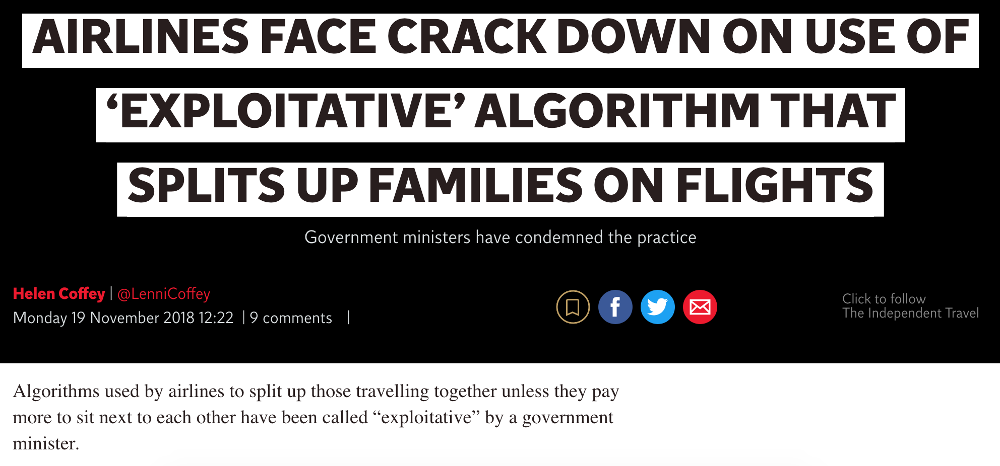 AIRLINES FACE CRACK DOWN ON USE OF
‘EXPLOITATIVE’ ALGORITHM THAT
SPLITS UP FAMILIES ON FLIGHTS
Government ministers have condemned the practice
Helen Coffey | @LenniCoffey
Monday 19 November 2018 12:22 | 9 comments |
Click to follow
The Independent Travel
Algorithms used by airlines to split up those travelling together unless they pay
more to sit next to each other have been called “exploitative” by a government
minister.